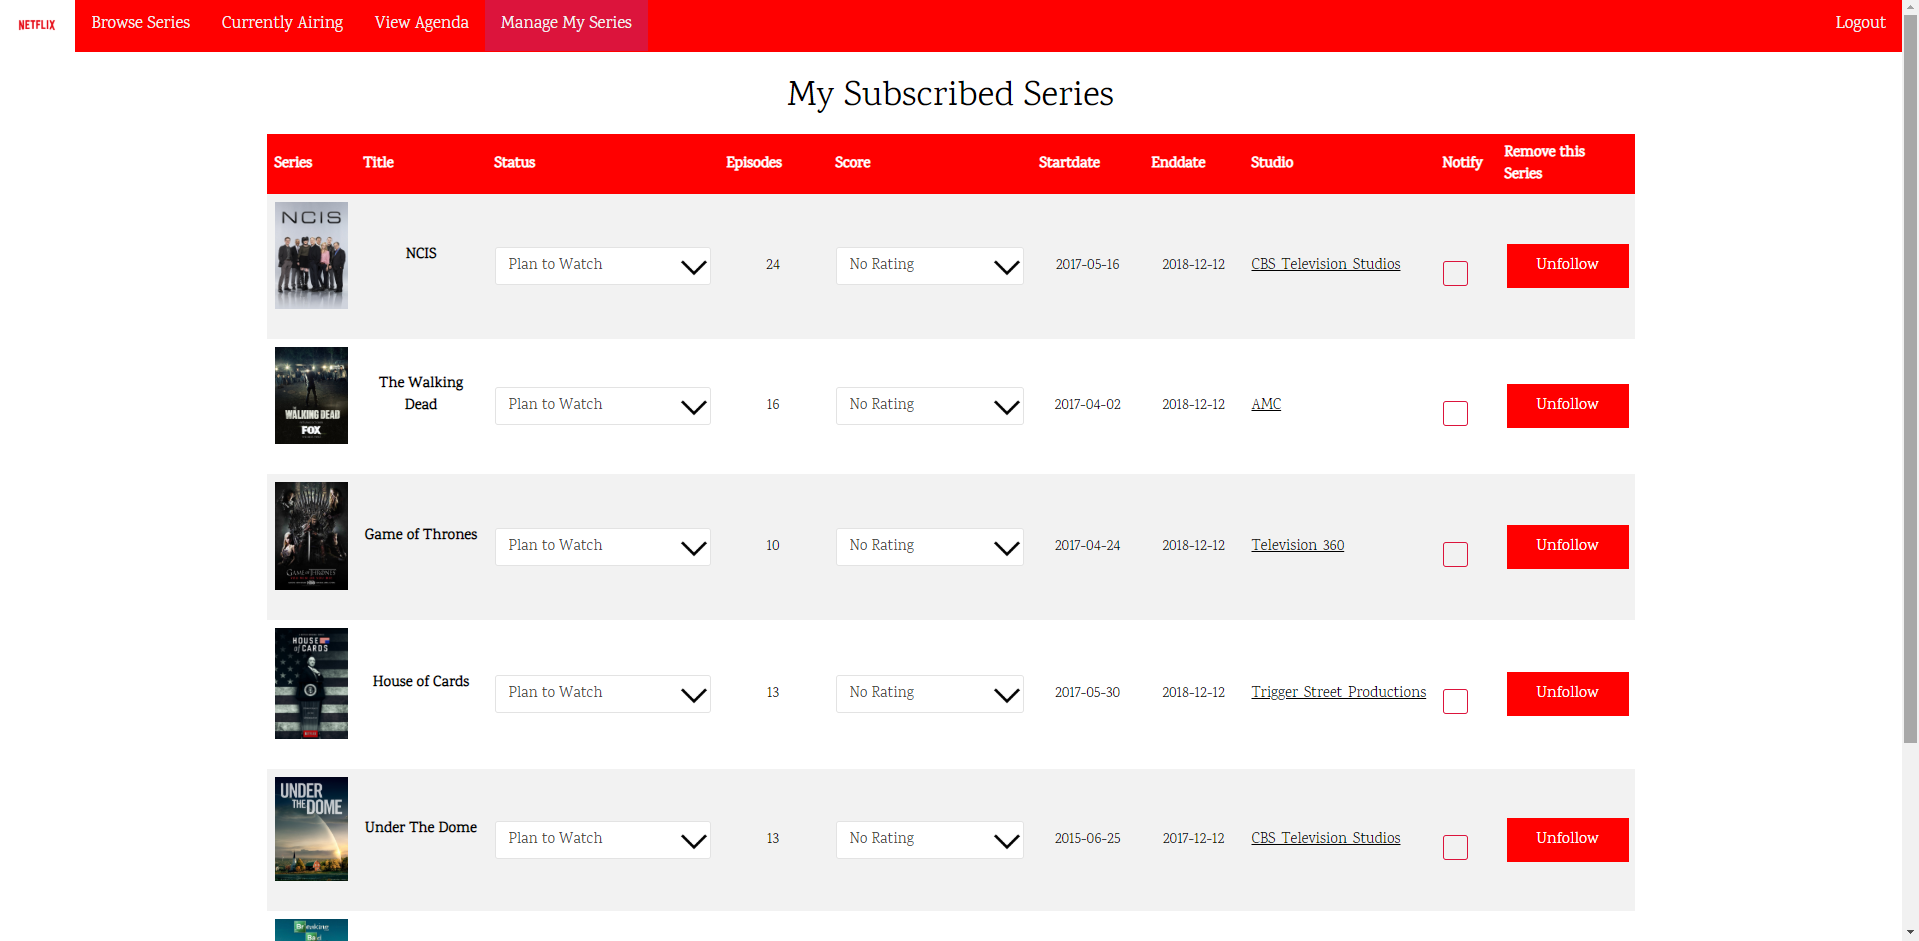 NETFLIX Browse Series Currently Airing View Agenda Manage My Series Logout
My Subscribed Series
Series Title Status Episodes Score Startdate Enddate Studio Notify Remove this
Series
NCIS
NCIS Plan to Watch 24 No Rating 2017-05-16 2018-12-12 CBS Television Studios Unfollow
The Walking
Dead
Plan to Watch 16 No Rating 2017-04-02 2018-12-12 AMC Unfollow
WALKING DEAD
FOX
Game of Thrones Plan to Watch 10 No Rating 2017-04-24 2018-12-12 Television 360 Unfollow
GAME OF THRONES
HOUSE
of CARDS
House of Cards Plan to Watch 13 No Rating 2017-05-30 2018-12-12 Trigger Street Productions Unfollow
UNDER
THE DOME
Under The Dome Plan to Watch 13 No Rating 2015-06-25 2017-12-12 CBS Television Studios Unfollow
Breaking
Bad